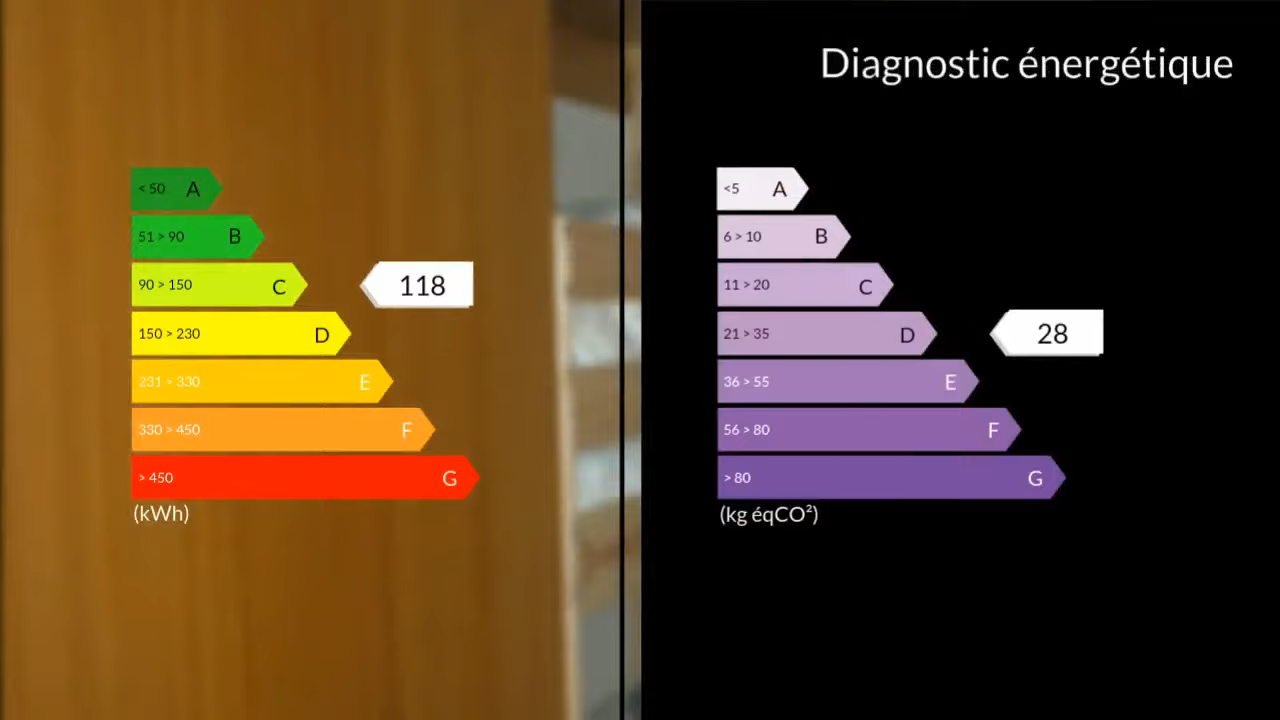 Diagnostic énergétique
< 50 A
51 > 90 B
90 > 150 C
118
150 > 230 D
231 > 330 E
330 > 450 F
> 450 G
(kWh)
<5 A
6 > 10 B
11 > 20 C
21 > 35 D
28
36 > 55 E
56 > 80 F
> 80 G
(kg éqCO²)